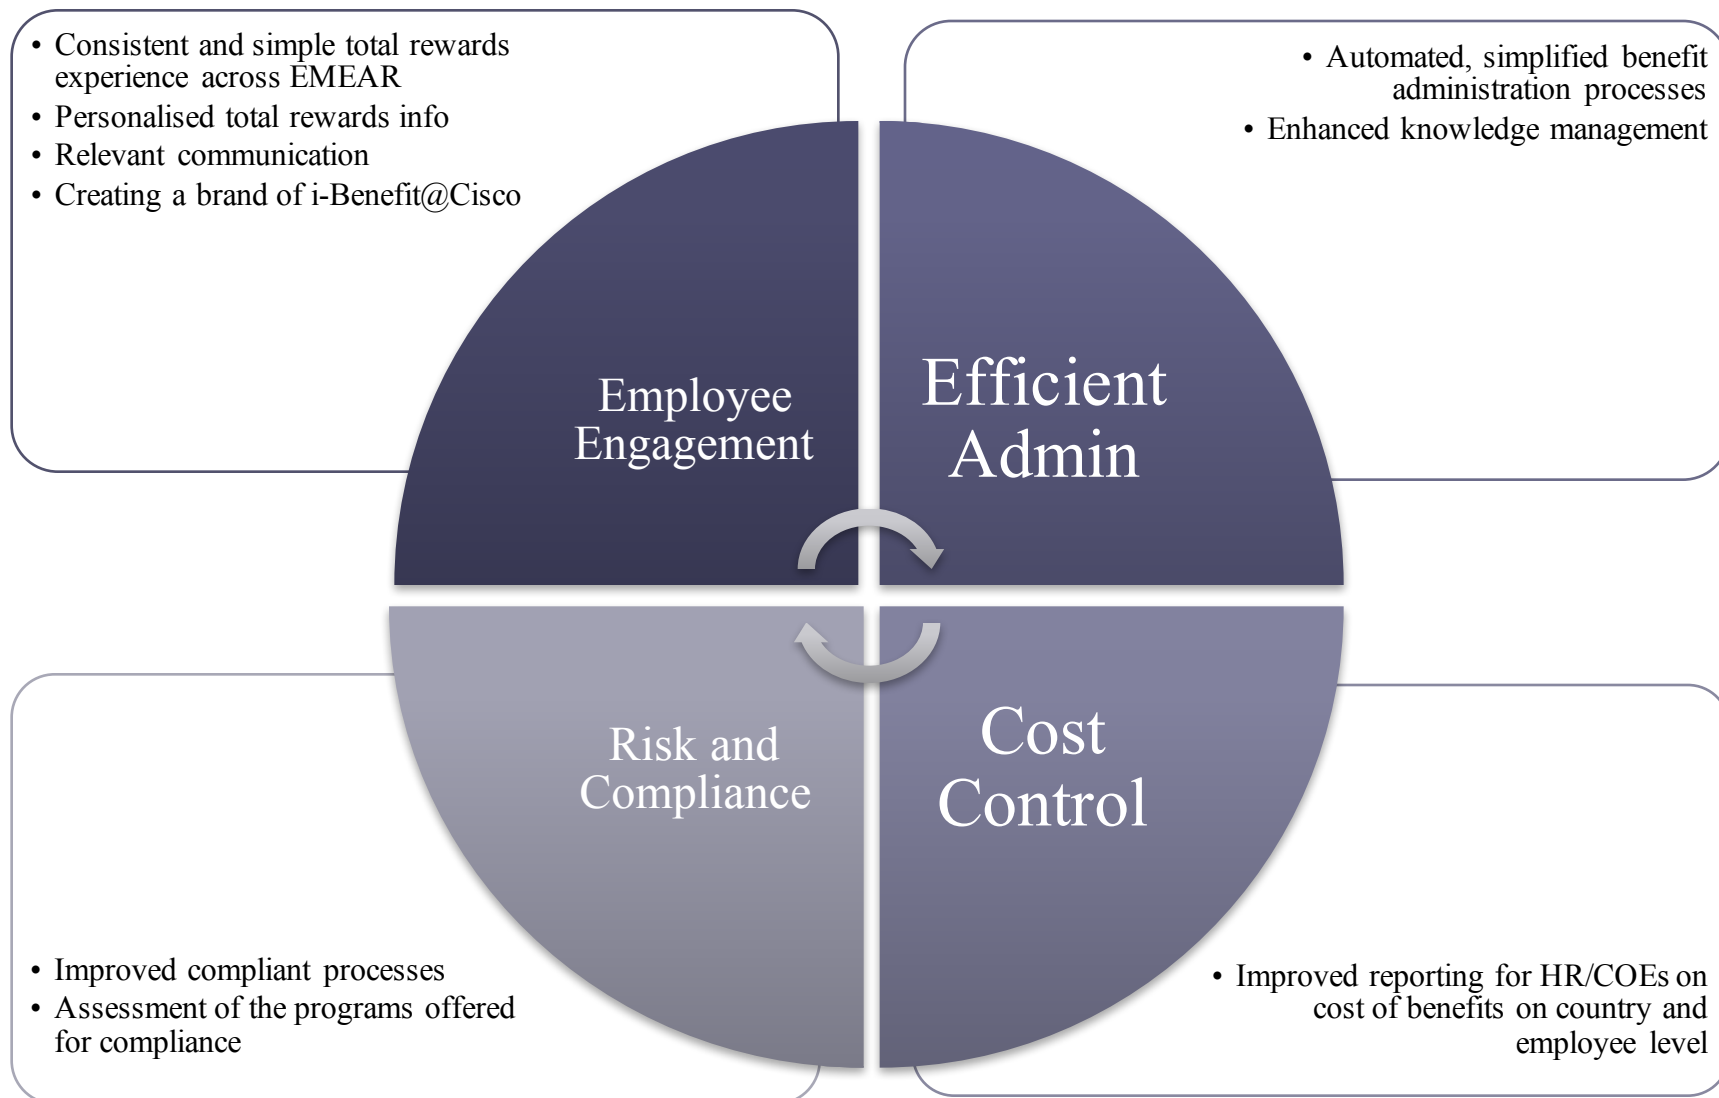 • Consistent and simple total rewards
experience across EMEAR
• Personalised total rewards info
• Relevant communication
• Creating a brand of i-Benefit@Cisco
• Automated, simplified benefit
administration processes
• Enhanced knowledge management
Employee
Engagement
Efficient
Admin
Risk and
Compliance
Cost
Control
• Improved compliant processes
• Assessment of the programs offered
for compliance
• Improved reporting for HR/COEs on
cost of benefits on country and
employee level